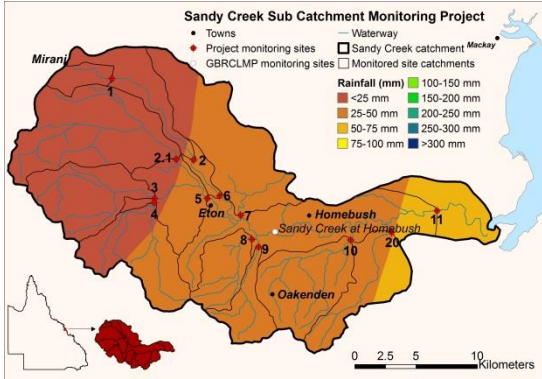 Sandy Creek Sub Catchment Monitoring Project
Towns
Waterway
Project monitoring sites
Sandy Creek catchment
Mackay
GBRCLMP monitoring sites
Monitored site catchments
Rainfall (mm)
100-150 mm
<25 mm
150-200 mm
25-50 mm
200-250 mm
50-75 mm
250-300 mm
75-100 mm
>300 mm
Mirani
1
2.1
2
3
4
5
6
Eton
7
Homebush
11
Sandy Creek at Homebush
8
9
10
20
Oakenden
0 2.5 5 10
Kilometers